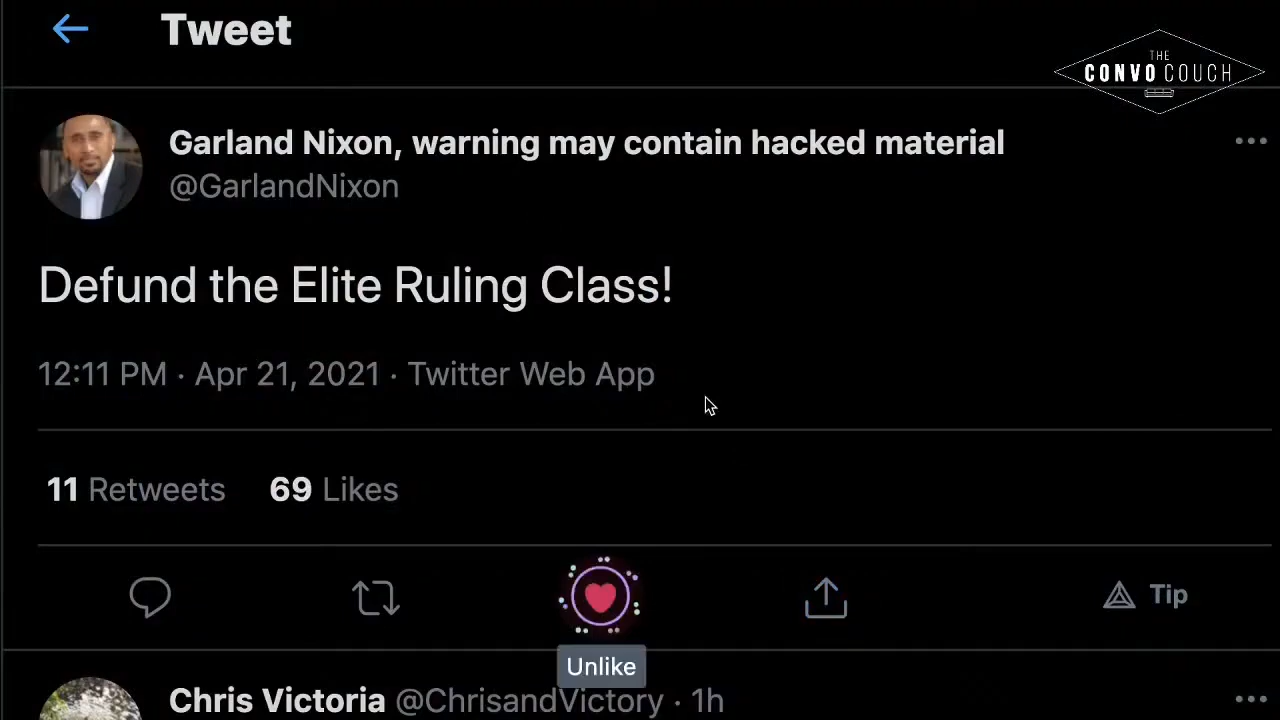 Tweet
THE
CONVO COUCH
Garland Nixon, warning may contain hacked material
@GarlandNixon
Defund the Elite Ruling Class!
12:11 PM · Apr 21, 2021 · Twitter Web App
11 Retweets 69 Likes
Tip
Unlike
Chris Victoria @ChrisandVictory · 1h